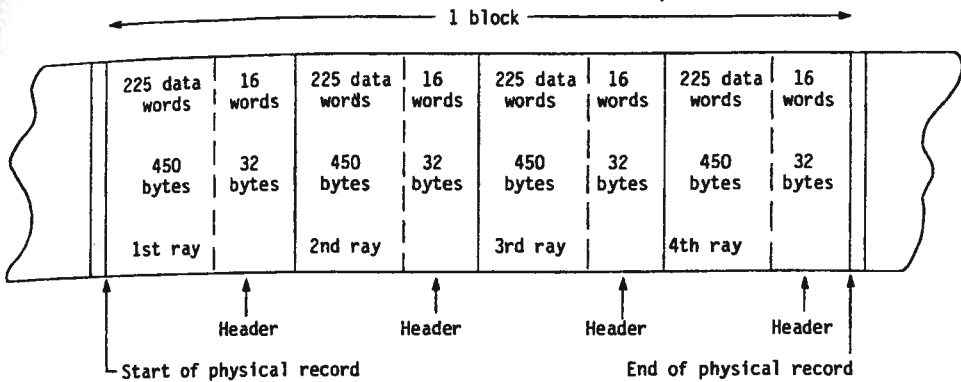 1 block
225 data words 16 words 225 data words 16 words 225 data words 16 words 225 data words 16 words
450 bytes 32 bytes 450 bytes 32 bytes 450 bytes 32 bytes 450 bytes 32 bytes
1st ray 2nd ray 3rd ray 4th ray
Header Header Header Header
Start of physical record End of physical record